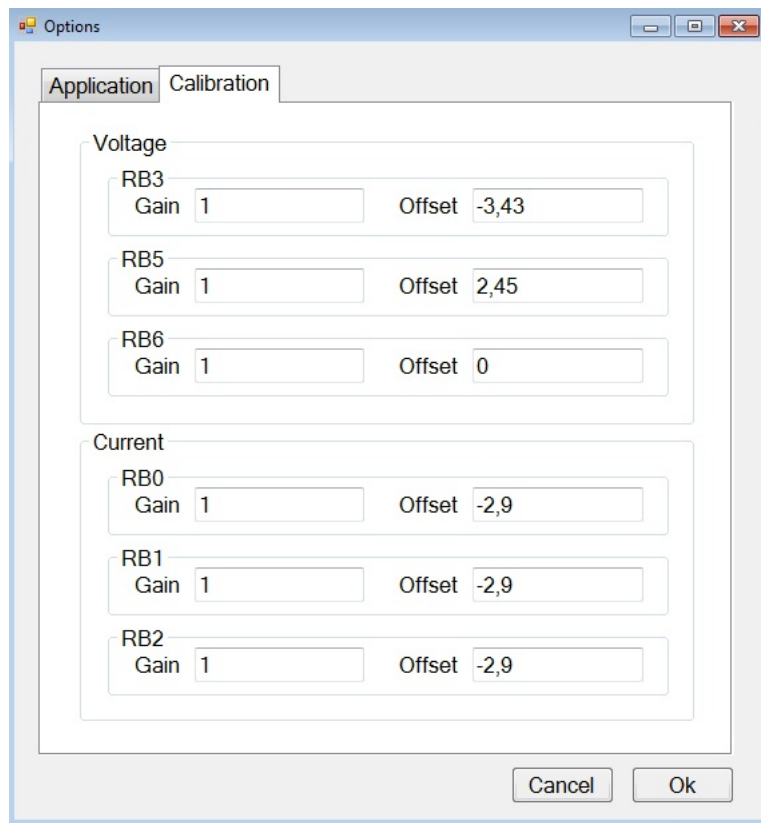 Options
Application Calibration
Voltage
RB3
Gain 1 Offset -3,43
RB5
Gain 1 Offset 2,45
RB6
Gain 1 Offset 0
Current
RB0
Gain 1 Offset -2,9
RB1
Gain 1 Offset -2,9
RB2
Gain 1 Offset -2,9
Cancel Ok